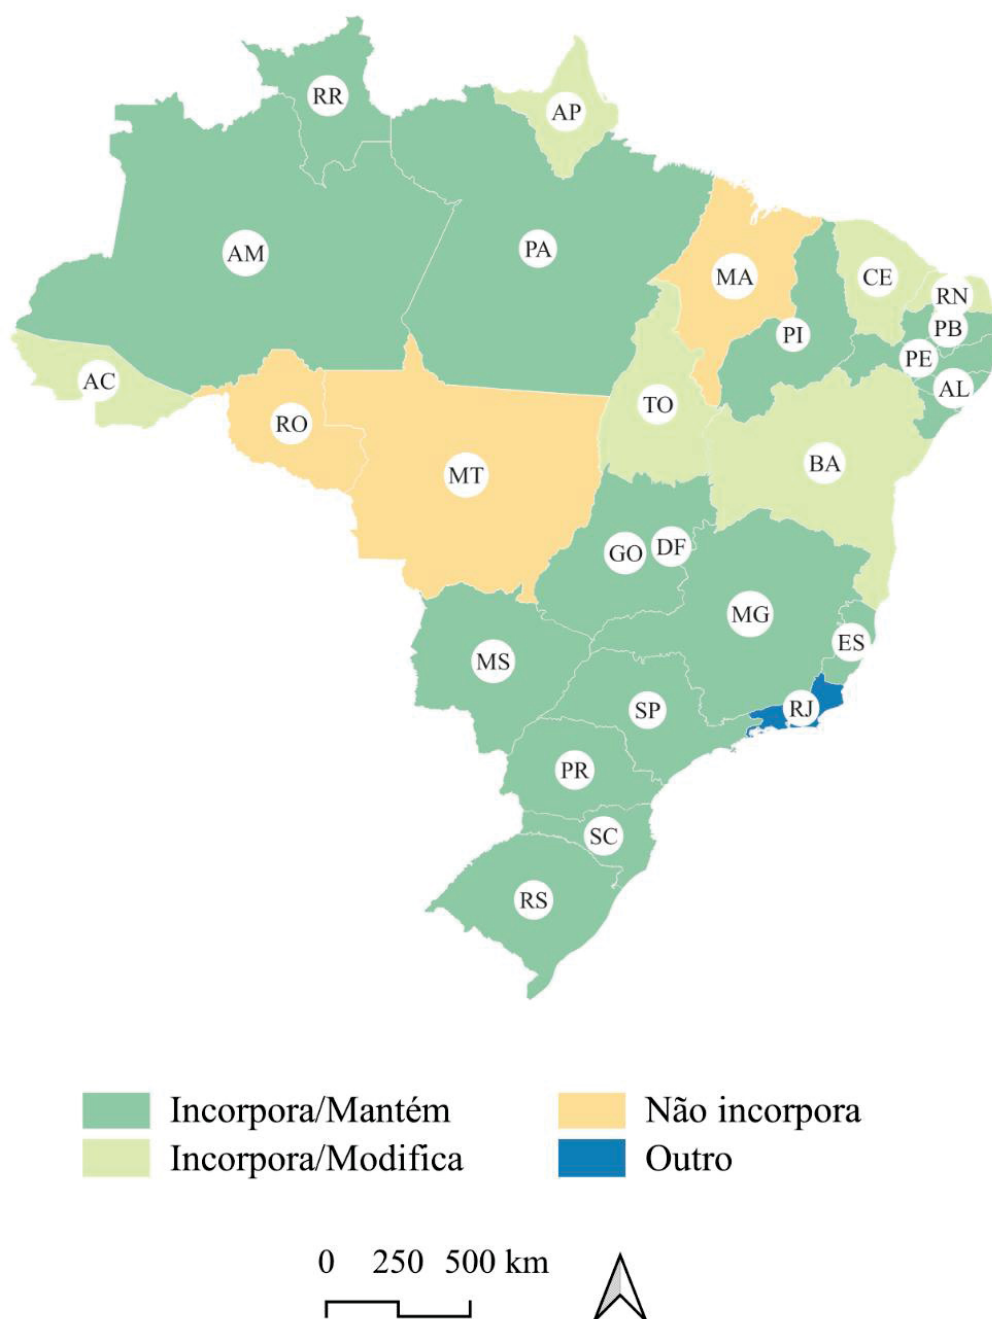 RR
AP
AM
PA
MA
CE
RN
PI
PB
PE
AL
AC
TO
RO
BA
MT
GO
DF
MG
ES
MS
SP
RJ
PR
SC
RS
Incorpora/Mantém
Não incorpora
Incorpora/Modifica
Outro
0 250 500 km